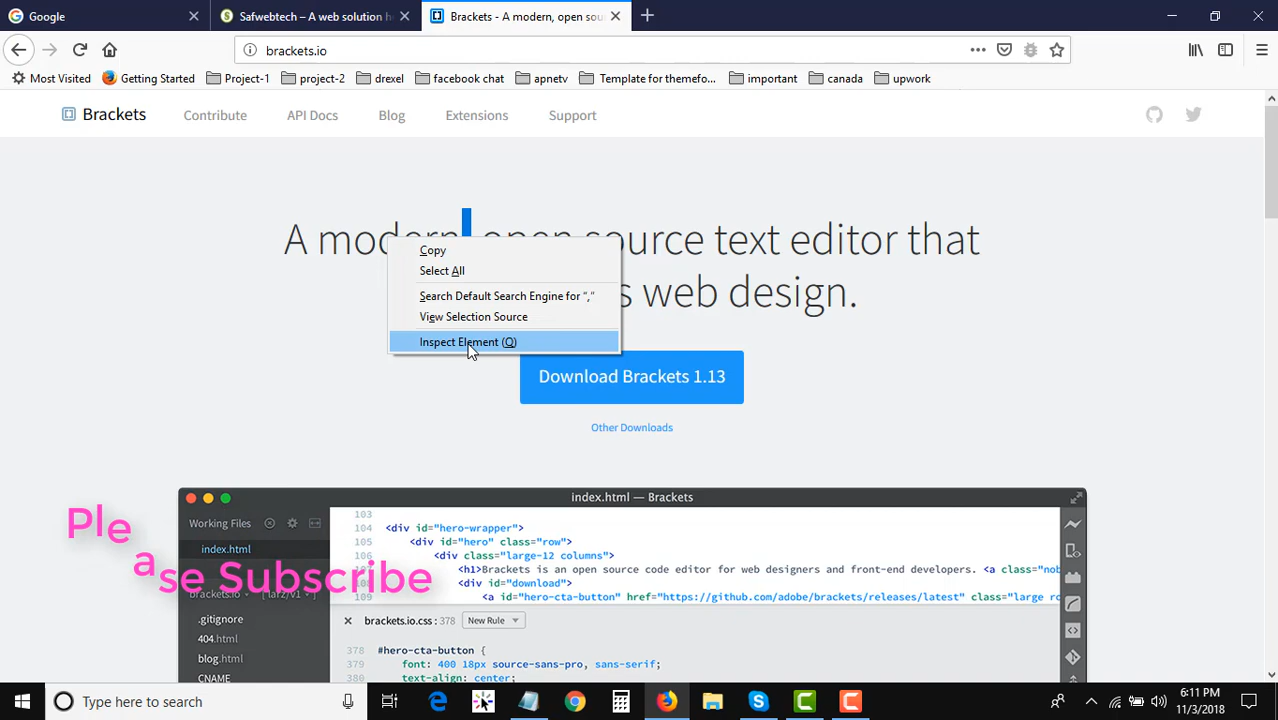 Google
Safwebtech – A web solution h
Brackets - A modern, open sou
brackets.io
Most Visited
Getting Started
Project-1
project-2
drexel
facebook chat
apnetv
Template for themefo...
important
canada
upwork
Brackets
Contribute
API Docs
Blog
Extensions
Support
A modern, open source text editor that
s web design.
Copy
Select All
Search Default Search Engine for “,”
View Selection Source
Inspect Element (Q)
Download Brackets 1.13
Other Downloads
index.html — Brackets
Working Files
index.html
brackets.io
.gitignore
404.html
blog.html
CNAME
103
104 <div id="hero-wrapper">
105 <div id="hero" class="row">
106 <div class="large-12 columns">
<h1>Brackets is an open source code editor for web designers and front-end developers. <a class="nob
<div id="download">
109 <a id="hero-cta-button" href="https://github.com/adobe/brackets/releases/latest" class="large ro
brackets.io.css : 378
New Rule
378 #hero-cta-button {
379 font: 400 18px source-sans-pro, sans-serif;
380 text-align: center;
Please Subscribe
Type here to search
6:11 PM
11/3/2018